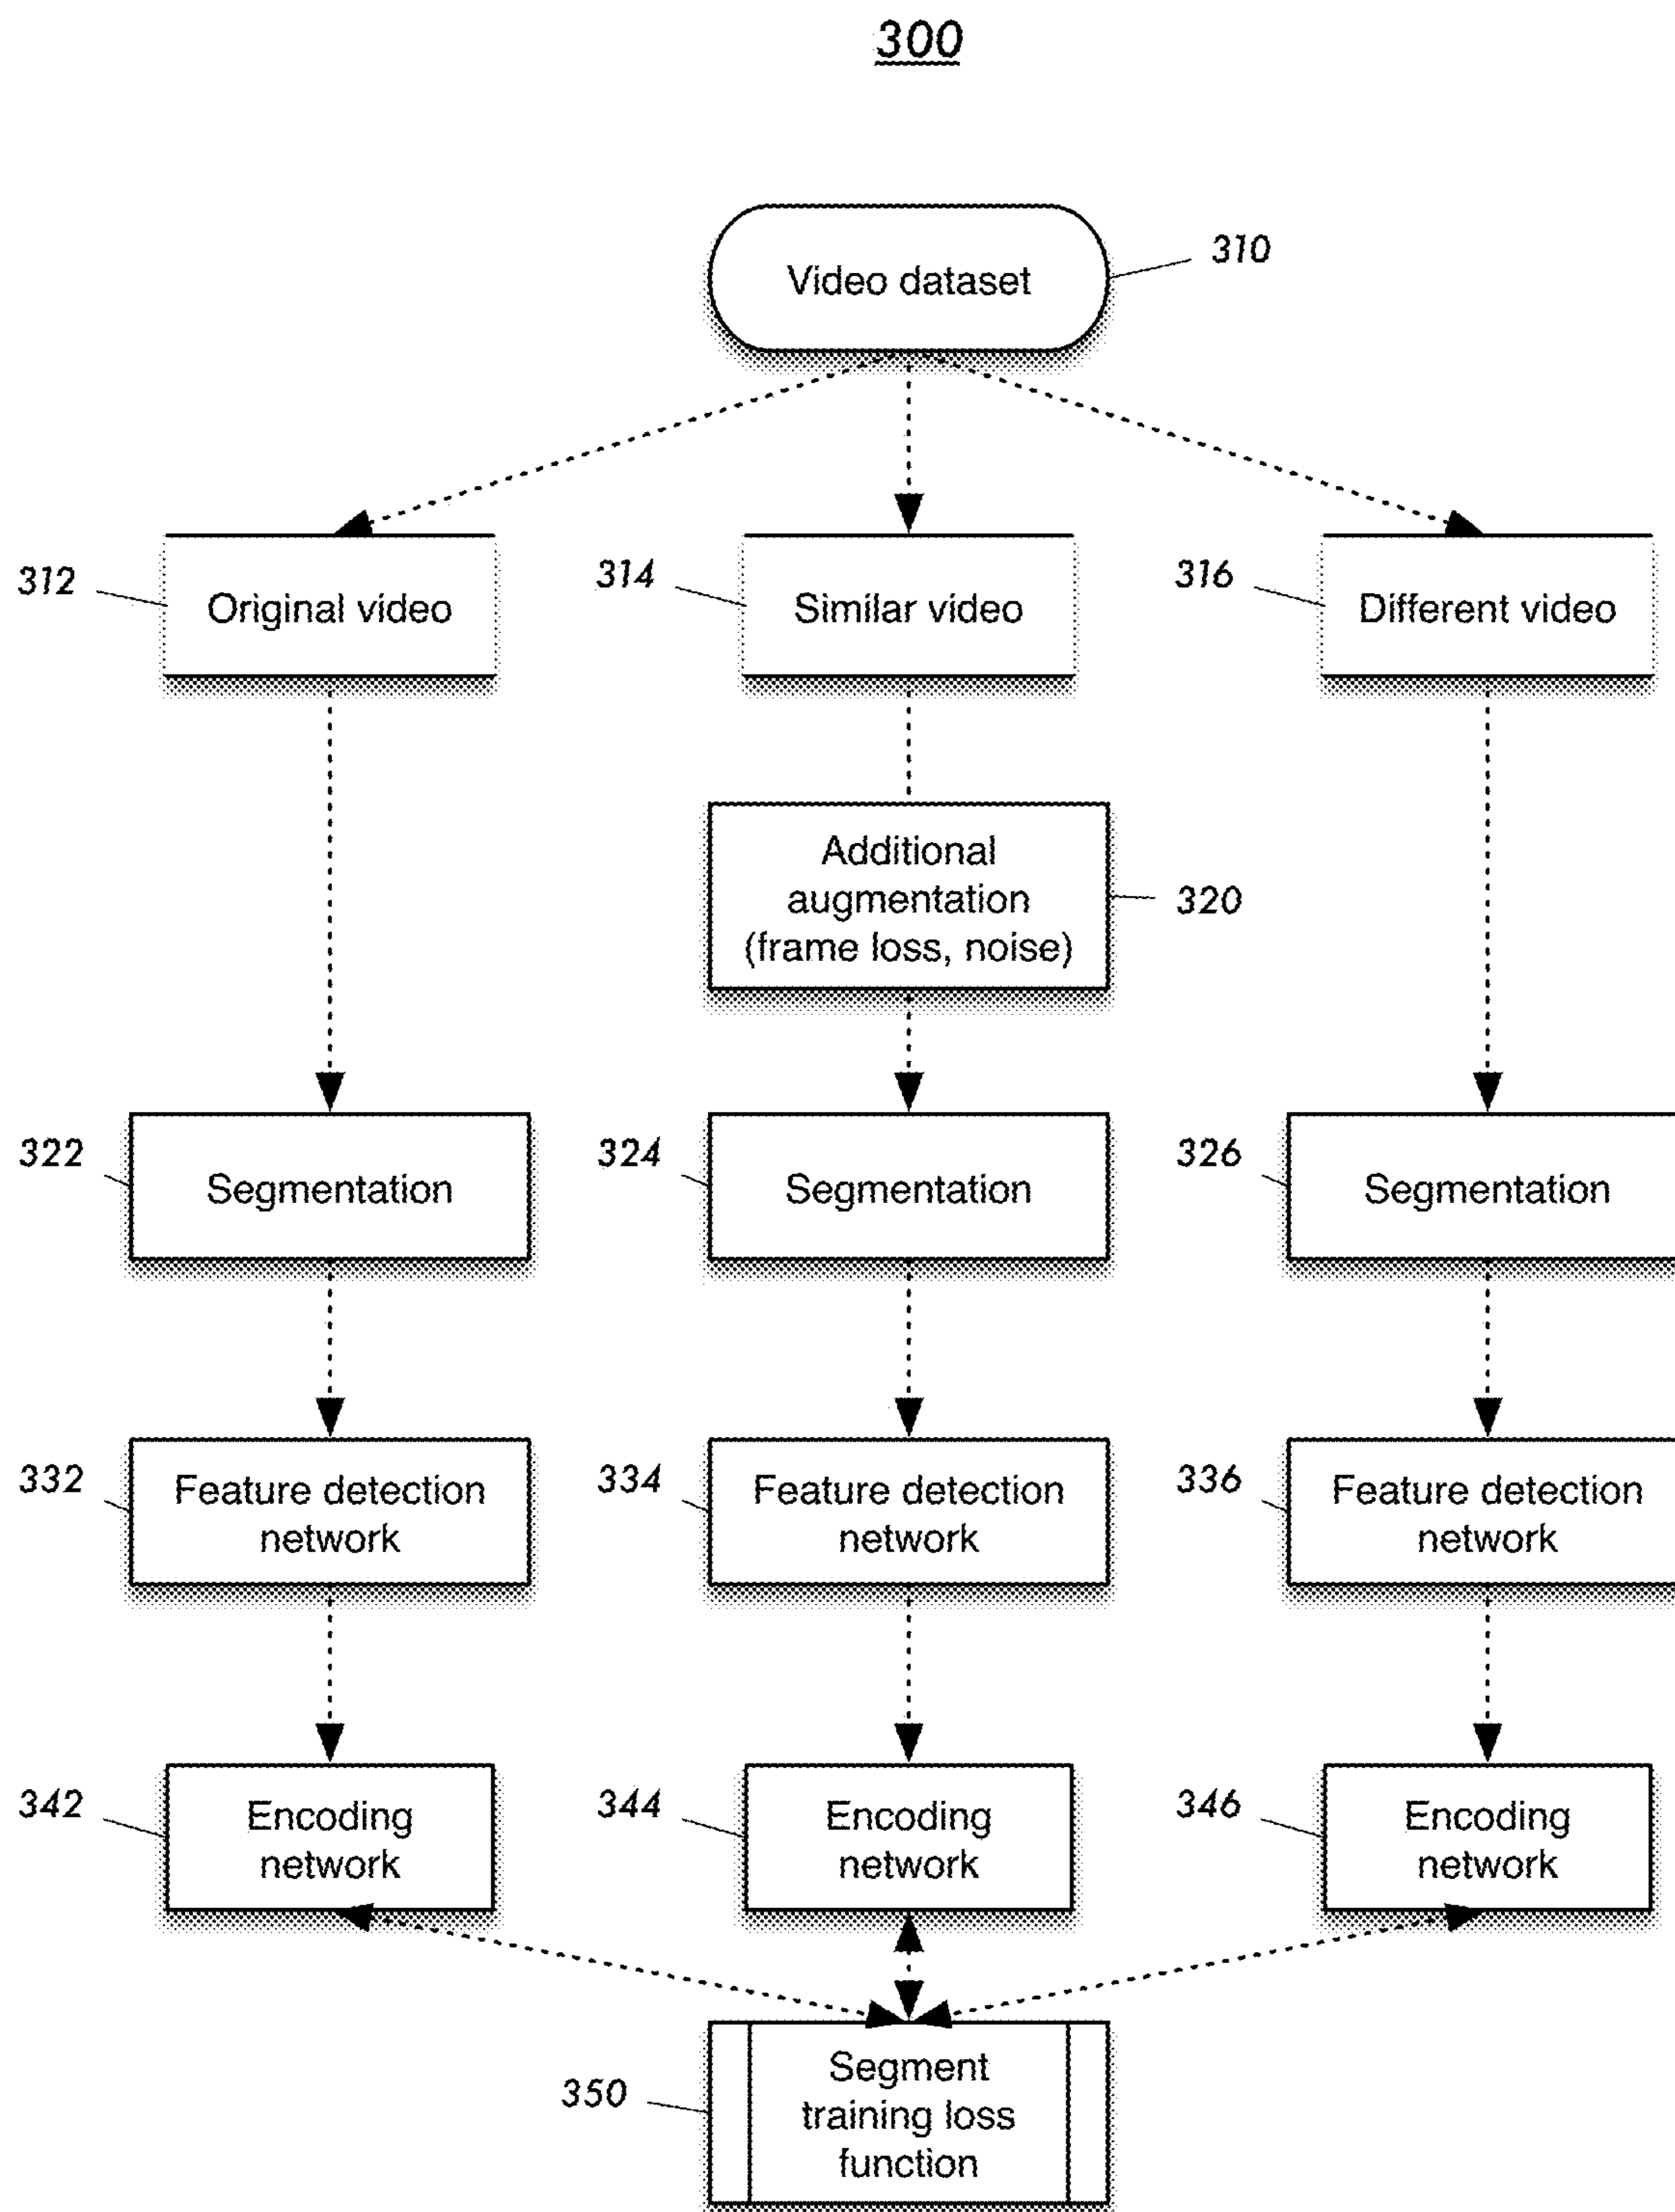 300
Video dataset
310
312
Original video
314
Similar video
316
Different video
Additional
augmentation
(frame loss, noise)
320
322
Segmentation
324
Segmentation
326
Segmentation
332
Feature detection
network
334
Feature detection
network
336
Feature detection
network
342
Encoding
network
344
Encoding
network
346
Encoding
network
350
Segment
training loss
function